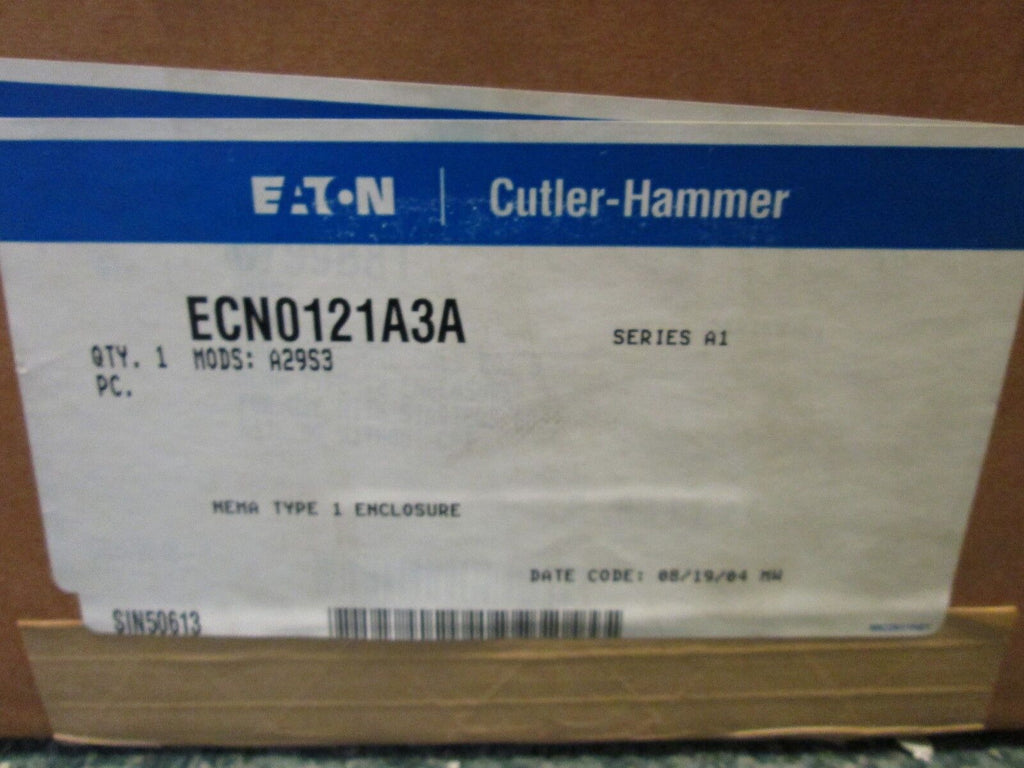 EATON | Cutler-Hammer
ECN0121A3A
SERIES A1
QTY. 1 MODS: A29S3
PC.
NEMA TYPE 1 ENCLOSURE
DATE CODE: 08/19/04 MW
SIN50613